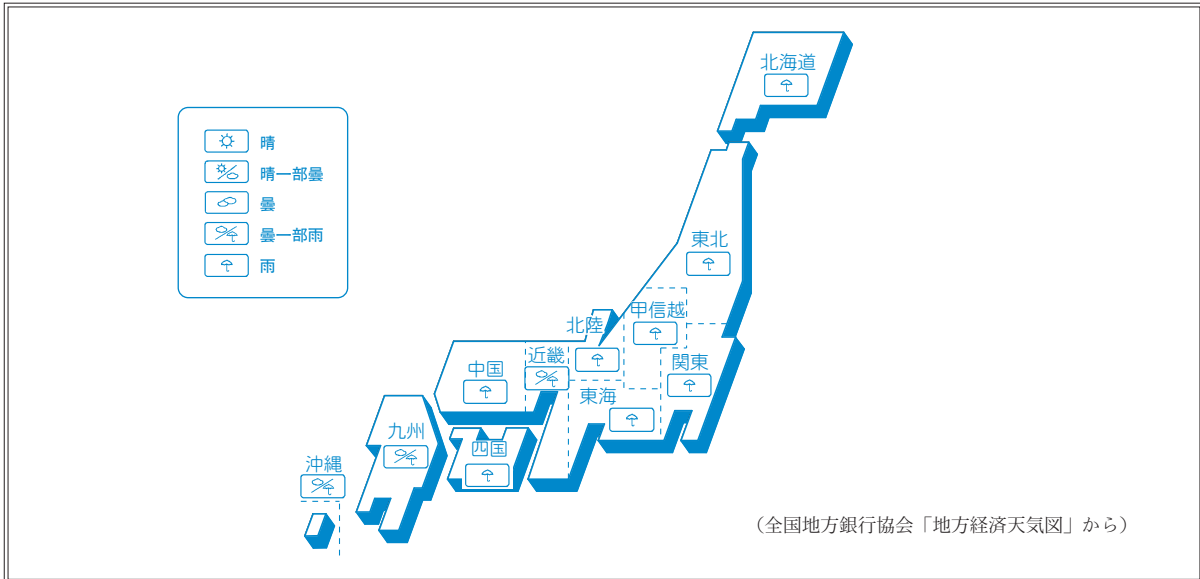 北海道
晴
晴一部曇
曇
曇一部雨
雨
東北
甲信越
北陸
近畿
中国
関東
東海
九州
四国
沖縄
(全国地方銀行協会「地方経済天気図」から)